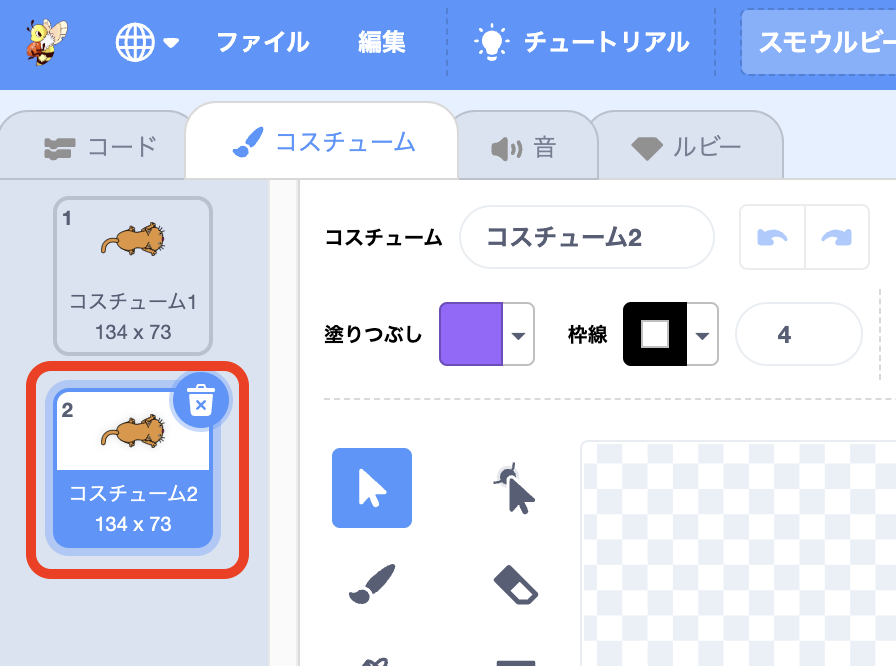 ファイル 編集 チュートリアル スモウルビー
コード コスチューム 音 ルビー
1
コスチューム1
134 x 73
2
コスチューム2
134 x 73
コスチューム コスチューム2
塗りつぶし 枠線 4